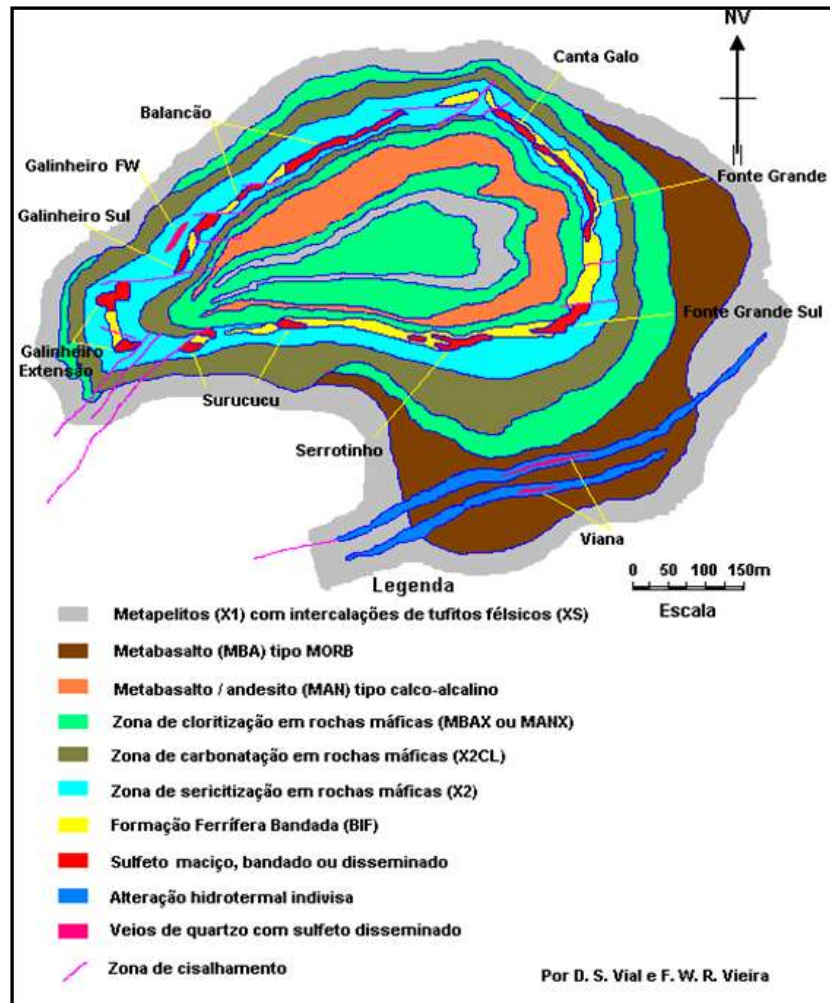 NV
Canta Galo
Balancão
Galinheiro FW
Fonte Grande
Galinheiro Sul
Fonte Grande Sul
Galinheiro
Extensão
Surucucu
Serrotinho
Viana
0 50 100 150m
Escala
Legenda
Metapelitos (X1) com intercalações de tufitos félsicos (XS)
Metabasalto (MBA) tipo MORB
Metabasalto / andesito (MAN) tipo calco-alcalino
Zona de cloritização em rochas máficas (MBAX ou MANX)
Zona de carbonatação em rochas máficas (X2CL)
Zona de sericitização em rochas máficas (X2)
Formação Ferrífera Bandada (BIF)
Sulfeto maciço, bandado ou disseminado
Alteração hidrotermal indivisa
Veios de quartzo com sulfeto disseminado
Zona de cisalhamento
Por D. S. Vial e F. W. R. Vieira